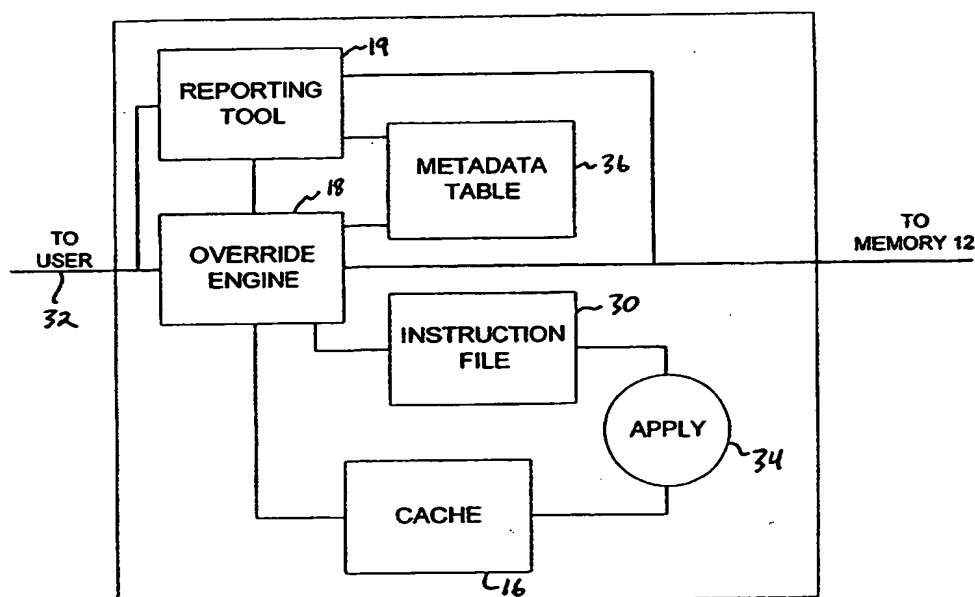 19
REPORTING
TOOL
METADATA
TABLE
36
18
TO
USER
32
OVERRIDE
ENGINE
TO
MEMORY 12
30
INSTRUCTION
FILE
APPLY
34
CACHE
16